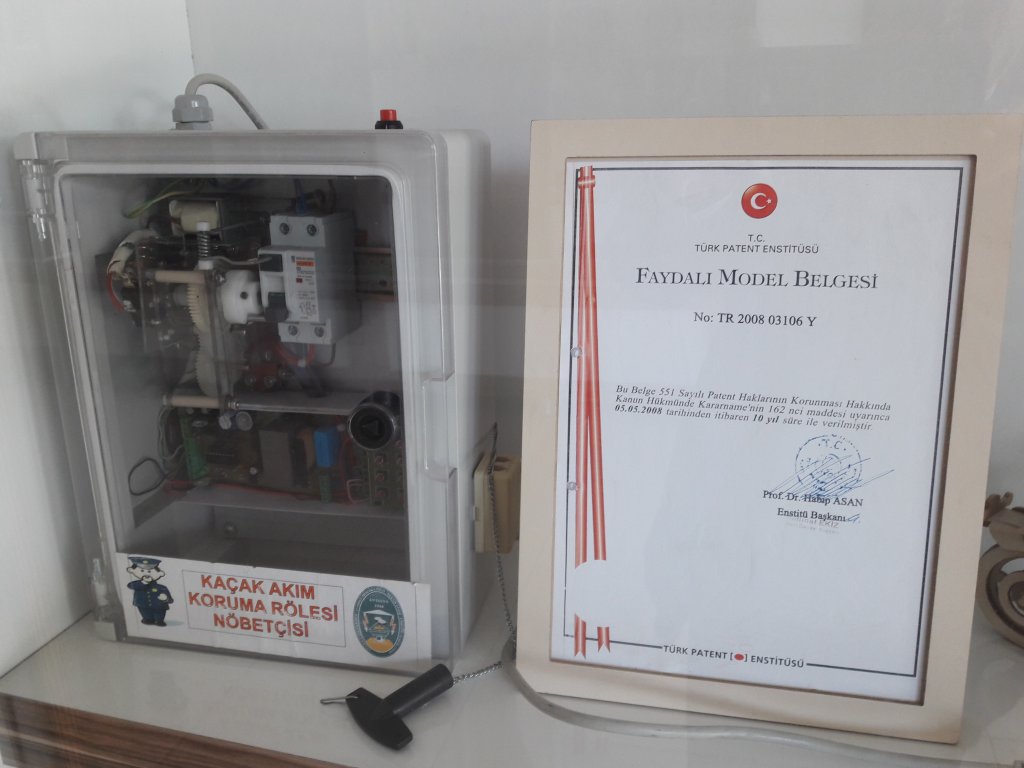 KAÇAK AKIM
KORUMA RÖLESİ
NÖBETÇİSİ
T.C.
TÜRK PATENT ENSTİTÜSÜ
FAYDALI MODEL BELGESİ
No: TR 2008 03106 Y
Bu Belge 551 Sayılı Patent Haklarının Korunması Hakkında
Kanun Hükmünde Kararname'nin 162 nci maddesi uyarınca
05.05.2008 tarihinden itibaren 10 yıl süre ile verilmiştir.
T.C.
Prof. Dr. Habip ASAN
Enstitü Başkanı
TÜRK PATENT ENSTİTÜSÜ